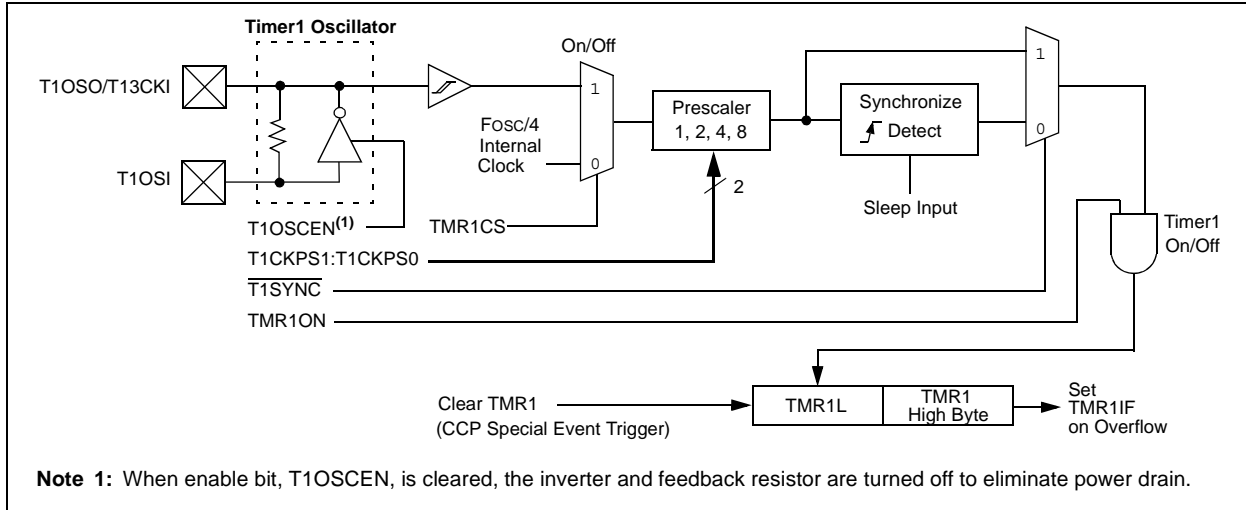 Timer1 Oscillator
T1OSO/T13CKI
T1OSI
On/Off
1
FOSC/4
Internal
Clock
0
Prescaler
1, 2, 4, 8
2
Synchronize
Detect
Sleep Input
1
0
T1OSCEN(1)
TMR1CS
T1CKPS1:T1CKPS0
T1SYNC
TMR1ON
Timer1
On/Off
Clear TMR1
(CCP Special Event Trigger)
TMR1L
TMR1
High Byte
Set
TMR1IF
on Overflow
Note 1: When enable bit, T1OSCEN, is cleared, the inverter and feedback resistor are turned off to eliminate power drain.